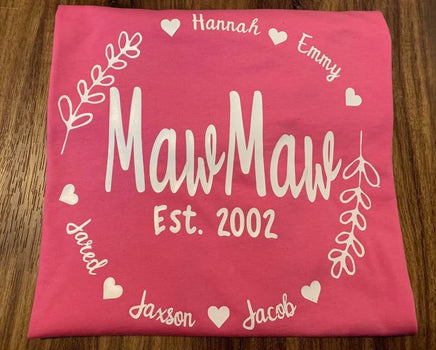 Hannah
Emmy
MawMaw
Est. 2002
Jared
Jaxson
Jacob